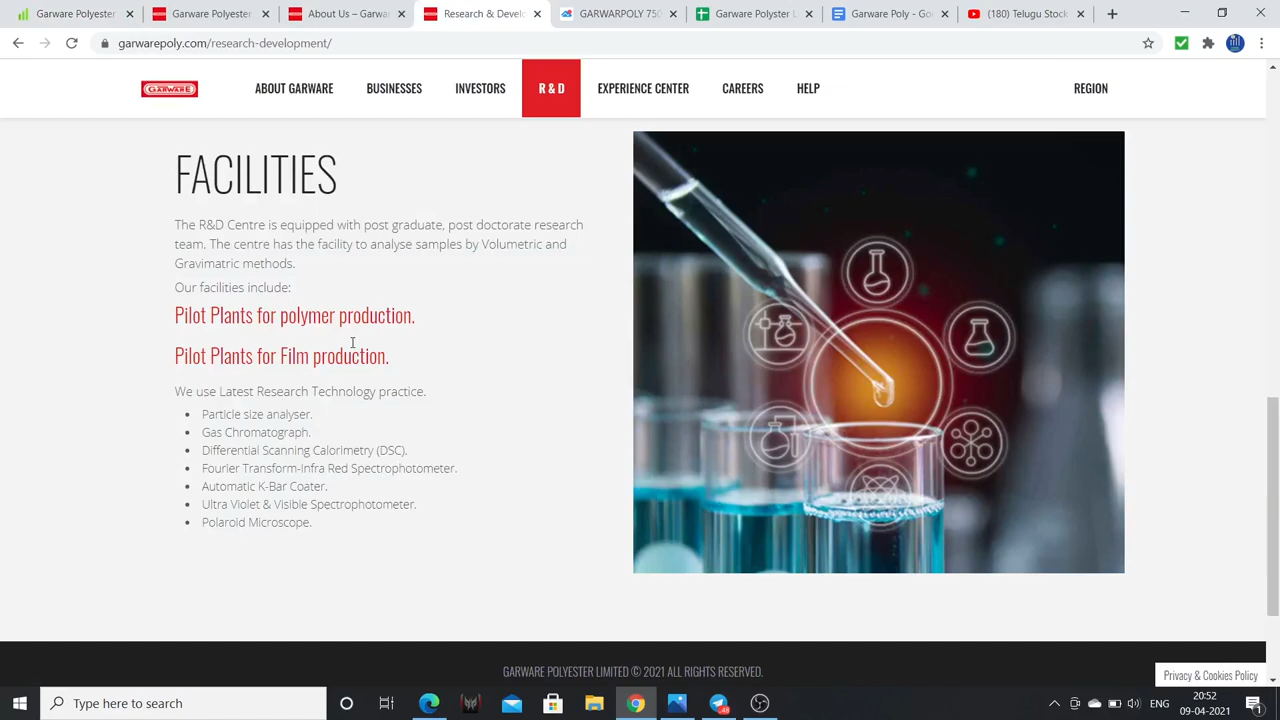 Garware Polyester L
Garware Polyester
About Us – Garwa
Research & Develo
GARWARPOLY 750
Garware Polyster L
Garware Poly - Go
(180) Telugu Stock
garwarepoly.com/research-development/
GARWARE
ABOUT GARWARE
BUSINESSES
INVESTORS
R & D
EXPERIENCE CENTER
CAREERS
HELP
REGION
FACILITIES
The R&D Centre is equipped with post graduate, post doctorate research
team. The centre has the facility to analyse samples by Volumetric and
Gravimatric methods.
Our facilities include:
Pilot Plants for polymer production.
Pilot Plants for Film production.
We use Latest Research Technology practice.
Particle size analyser.
Gas Chromatograph.
Differential Scanning Calorimetry (DSC).
Fourier Transform-Infra Red Spectrophotometer.
Automatic K-Bar Coater.
Ultra Violet & Visible Spectrophotometer.
Polaroid Microscope.
GARWARE POLYESTER LIMITED © 2021 ALL RIGHTS RESERVED.
Privacy & Cookies Policy
Type here to search
48
20:52
09-04-2021
1